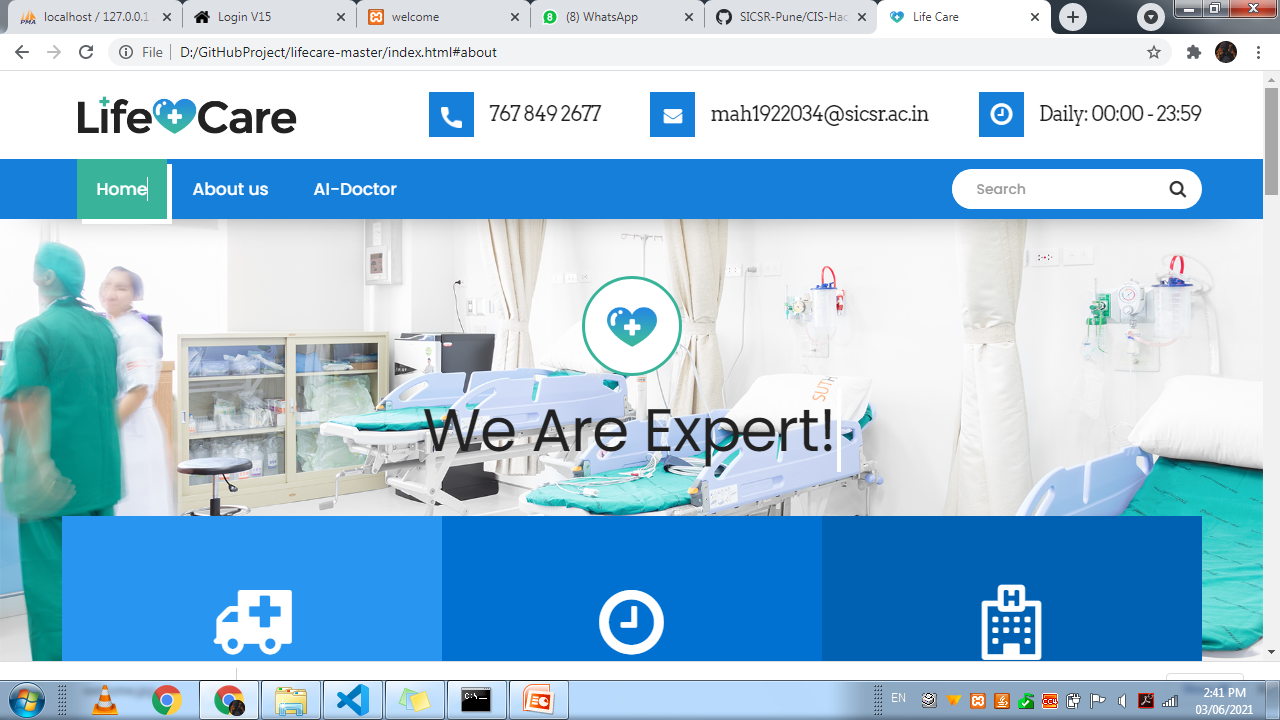 localhost / 127.0.0.1
Login V15
welcome
(8) WhatsApp
SICSR-Pune/CIS-Hac
Life Care
File
D:/GitHubProject/lifecare-master/index.html#about
Life Care
767 849 2677
mah1922034@sicsr.ac.in
Daily: 00:00 - 23:59
Home
About us
AI-Doctor
Search
We Are Expert!
H
EN
2:41 PM
03/06/2021